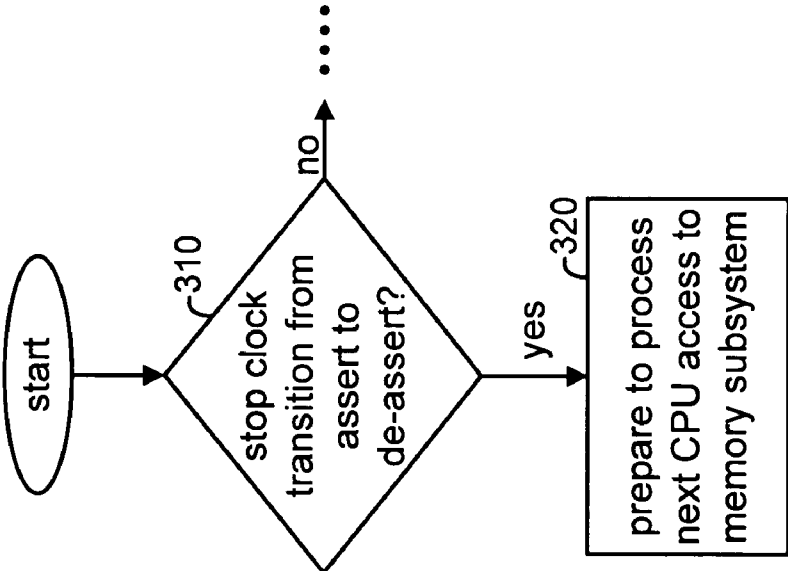 start
310
stop clock
transition from
assert to
de-assert?
no
yes
320
prepare to process
next CPU access to
memory subsystem